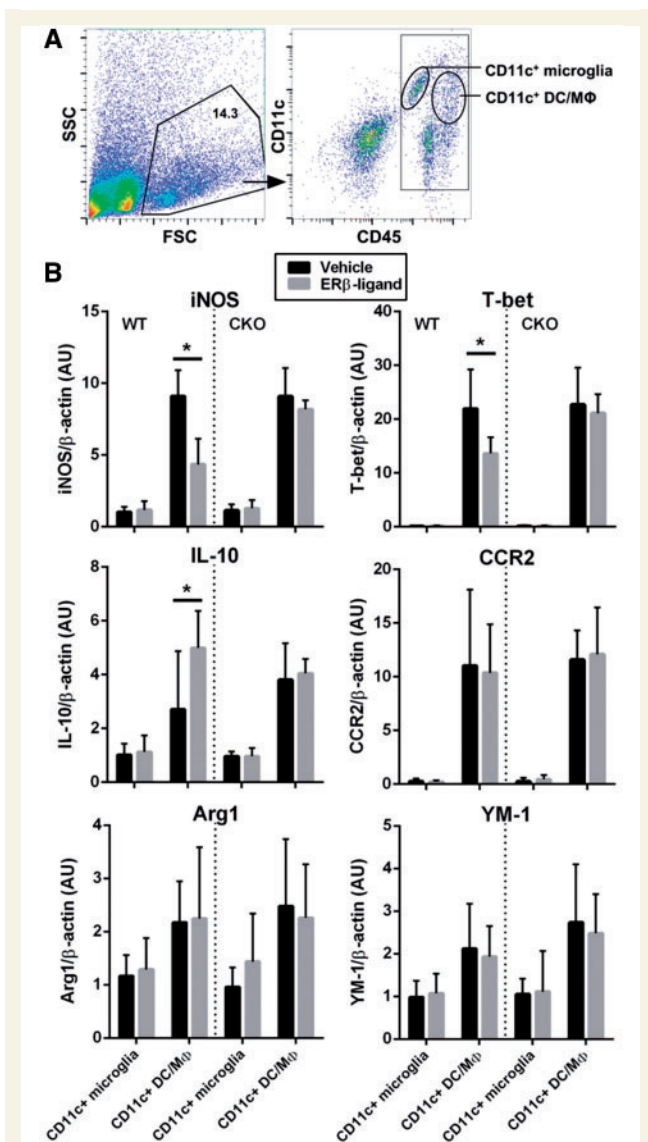 A
SSC
14.3
FSC
CD11c
CD45
CD11c+ microglia
CD11c+ DC/MΦ
B
Vehicle
ERβ-ligand
iNOS
WT
CKO
*
iNOS/β-actin (AU)
15
10
5
0
T-bet
WT
CKO
*
T-bet/β-actin (AU)
40
30
20
10
0
IL-10
*
IL-10/β-actin (AU)
8
6
4
2
0
CCR2
CCR2/β-actin (AU)
20
15
10
5
0
Arg1
Arg1/β-actin (AU)
4
3
2
1
0
CD11c+ microglia
CD11c+ DC/MΦ
CD11c+ microglia
CD11c+ DC/MΦ
YM-1
YM-1/β-actin (AU)
5
4
3
2
1
0
CD11c+ microglia
CD11c+ DC/MΦ
CD11c+ microglia
CD11c+ DC/MΦ